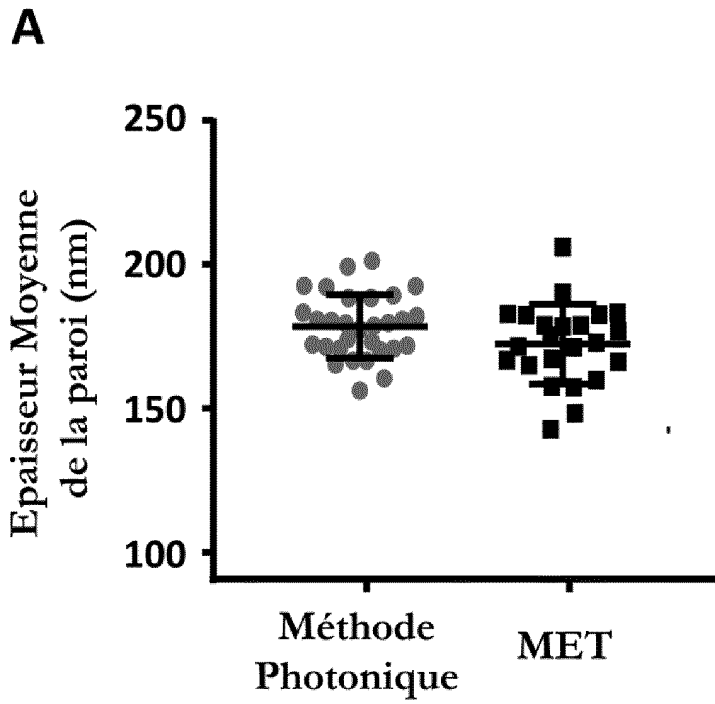 A
Epaisseur Moyenne
de la paroi (nm)
250
200
150
100
Méthode
Photonique
MET